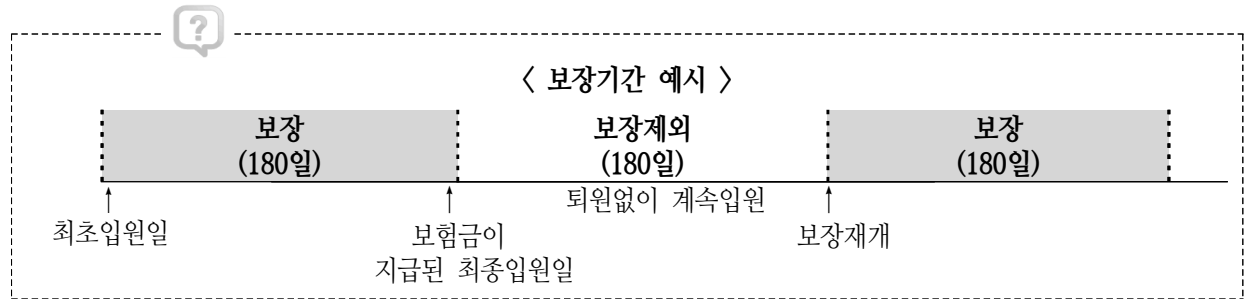 ?
〈 보장기간 예시 〉
보장 보장제외 보장
(180일) (180일) (180일)
퇴원없이 계속입원
최초입원일 보험금이 보장재개
지급된 최종입원일